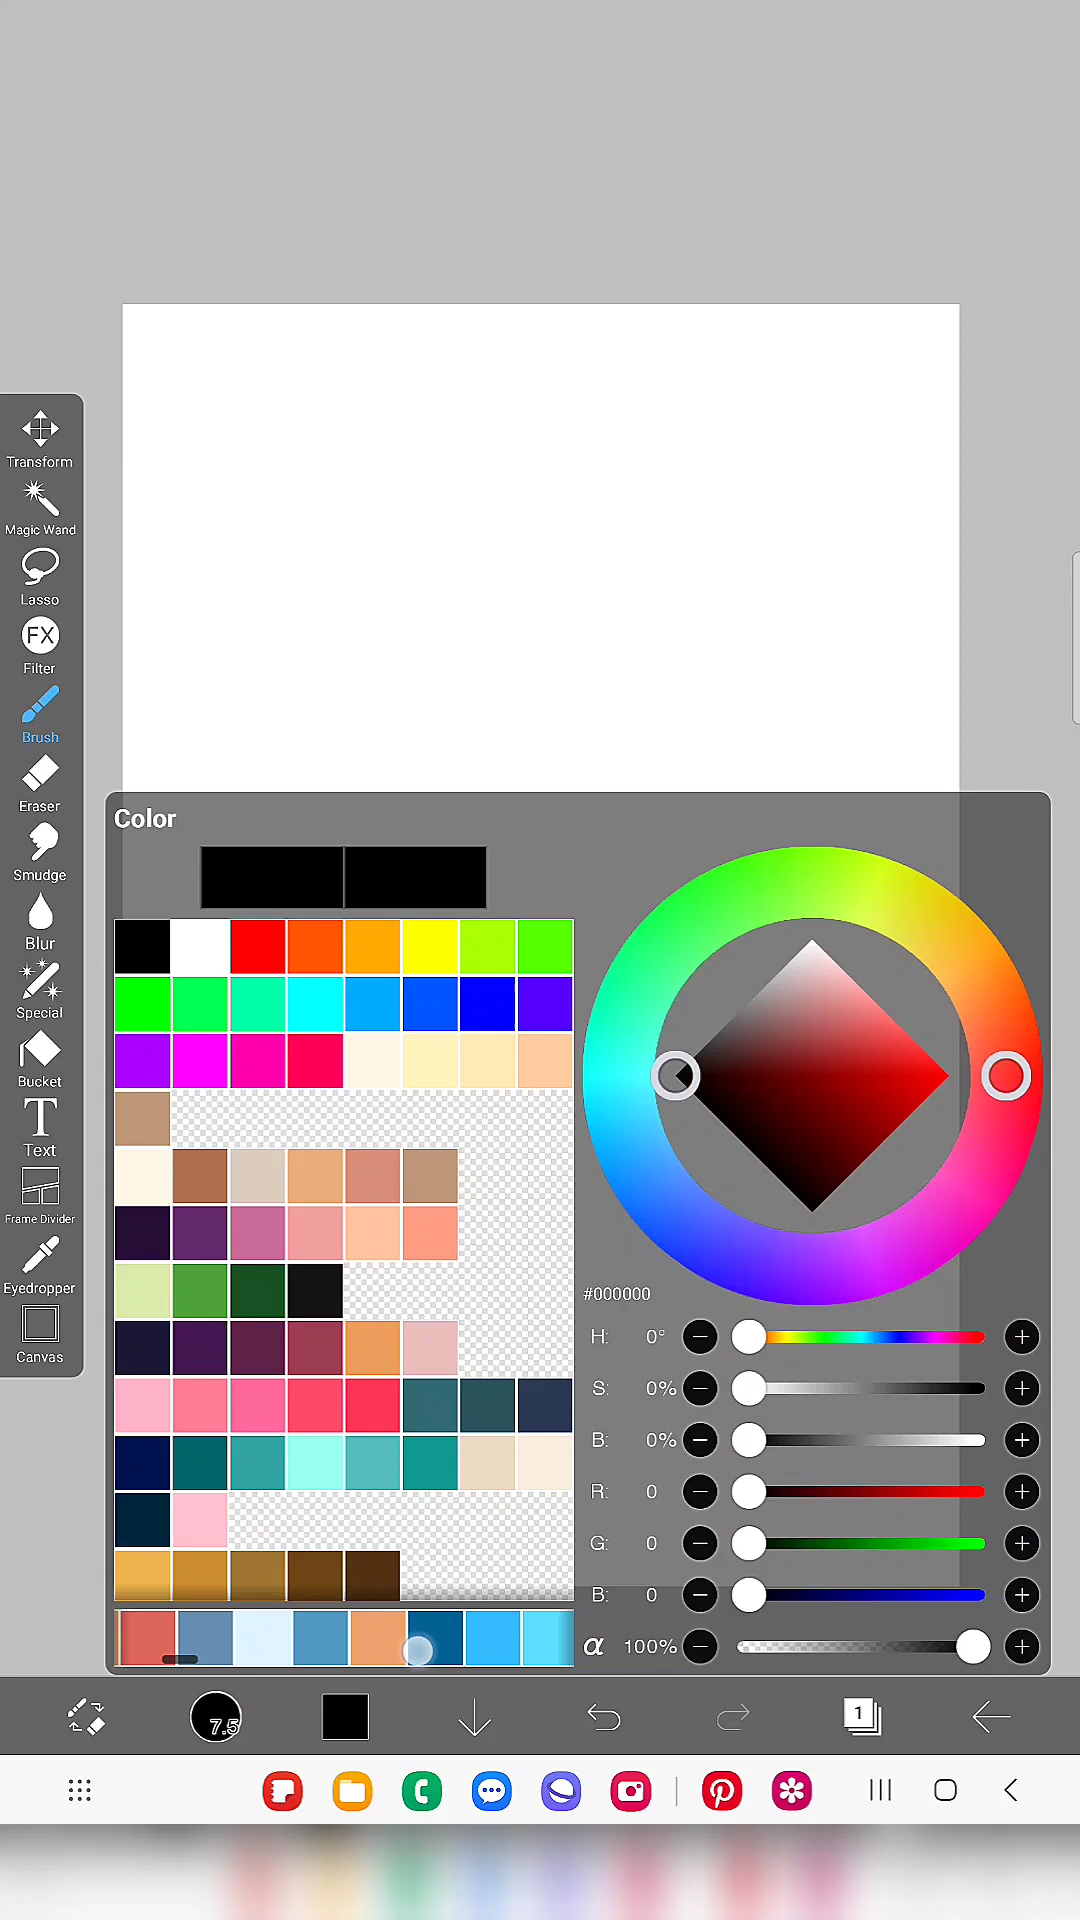 Transform
Magic Wand
Lasso
FX
Filter
Brush
Eraser
Smudge
Blur
Special
Bucket
T
Text
Frame Divider
Eyedropper
Canvas
Color
#000000
H: 0°
S: 0%
B: 0%
R: 0
G: 0
B: 0
α 100%
7.5
1